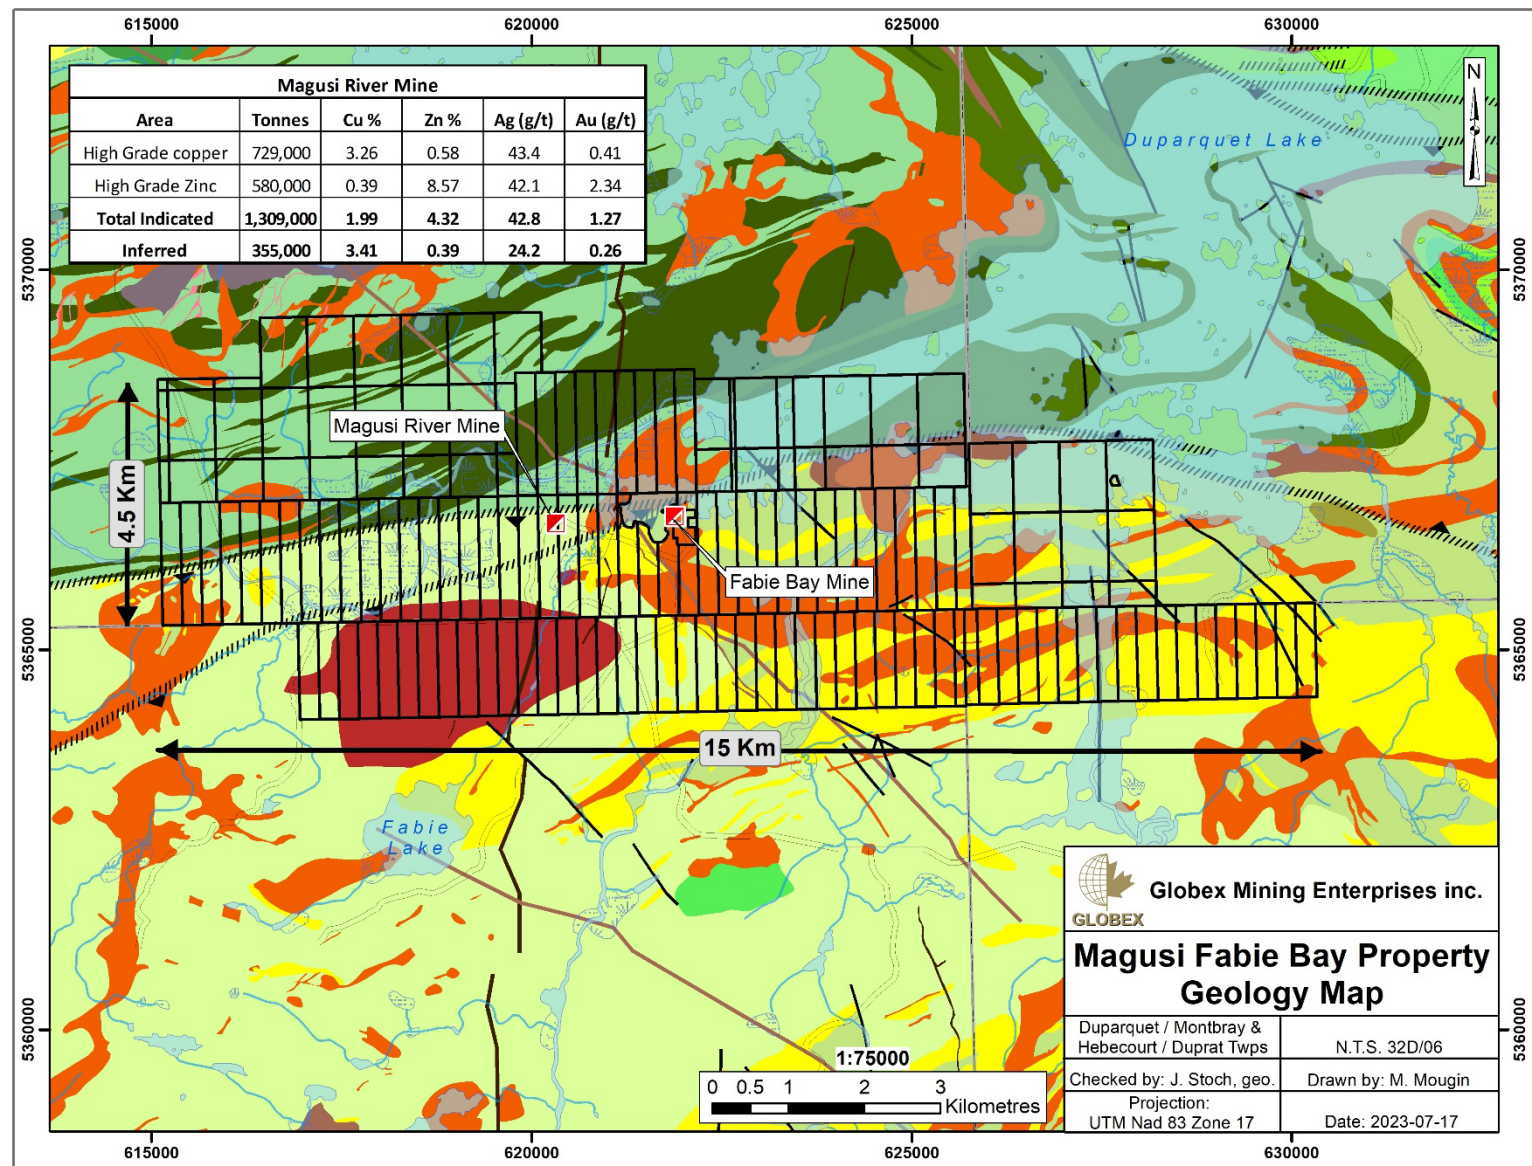 615000 620000 625000 630000
Magusi River Mine
Area Tonnes Cu % Zn % Ag (g/t) Au (g/t)
High Grade copper 729,000 3.26 0.58 43.4 0.41
High Grade Zinc 580,000 0.39 8.57 42.1 2.34
Total Indicated 1,309,000 1.99 4.32 42.8 1.27
Inferred 355,000 3.41 0.39 24.2 0.26
N
Duparquet Lake
5370000 5370000
Magusi River Mine
4.5 Km
Fabie Bay Mine
5365000 5365000
15 Km
Fabie
Lake
GLOBEX
Globex Mining Enterprises inc.
Magusi Fabie Bay Property
Geology Map
Duparquet / Montbray &
Hebecourt / Duprat Twps
N.T.S. 32D/06
Checked by: J. Stoch, geo.
Drawn by: M. Mougin
Projection:
UTM Nad 83 Zone 17
Date: 2023-07-17
5360000 5360000
1:75000
0 0.5 1 2 3
Kilometres
615000 620000 625000 630000